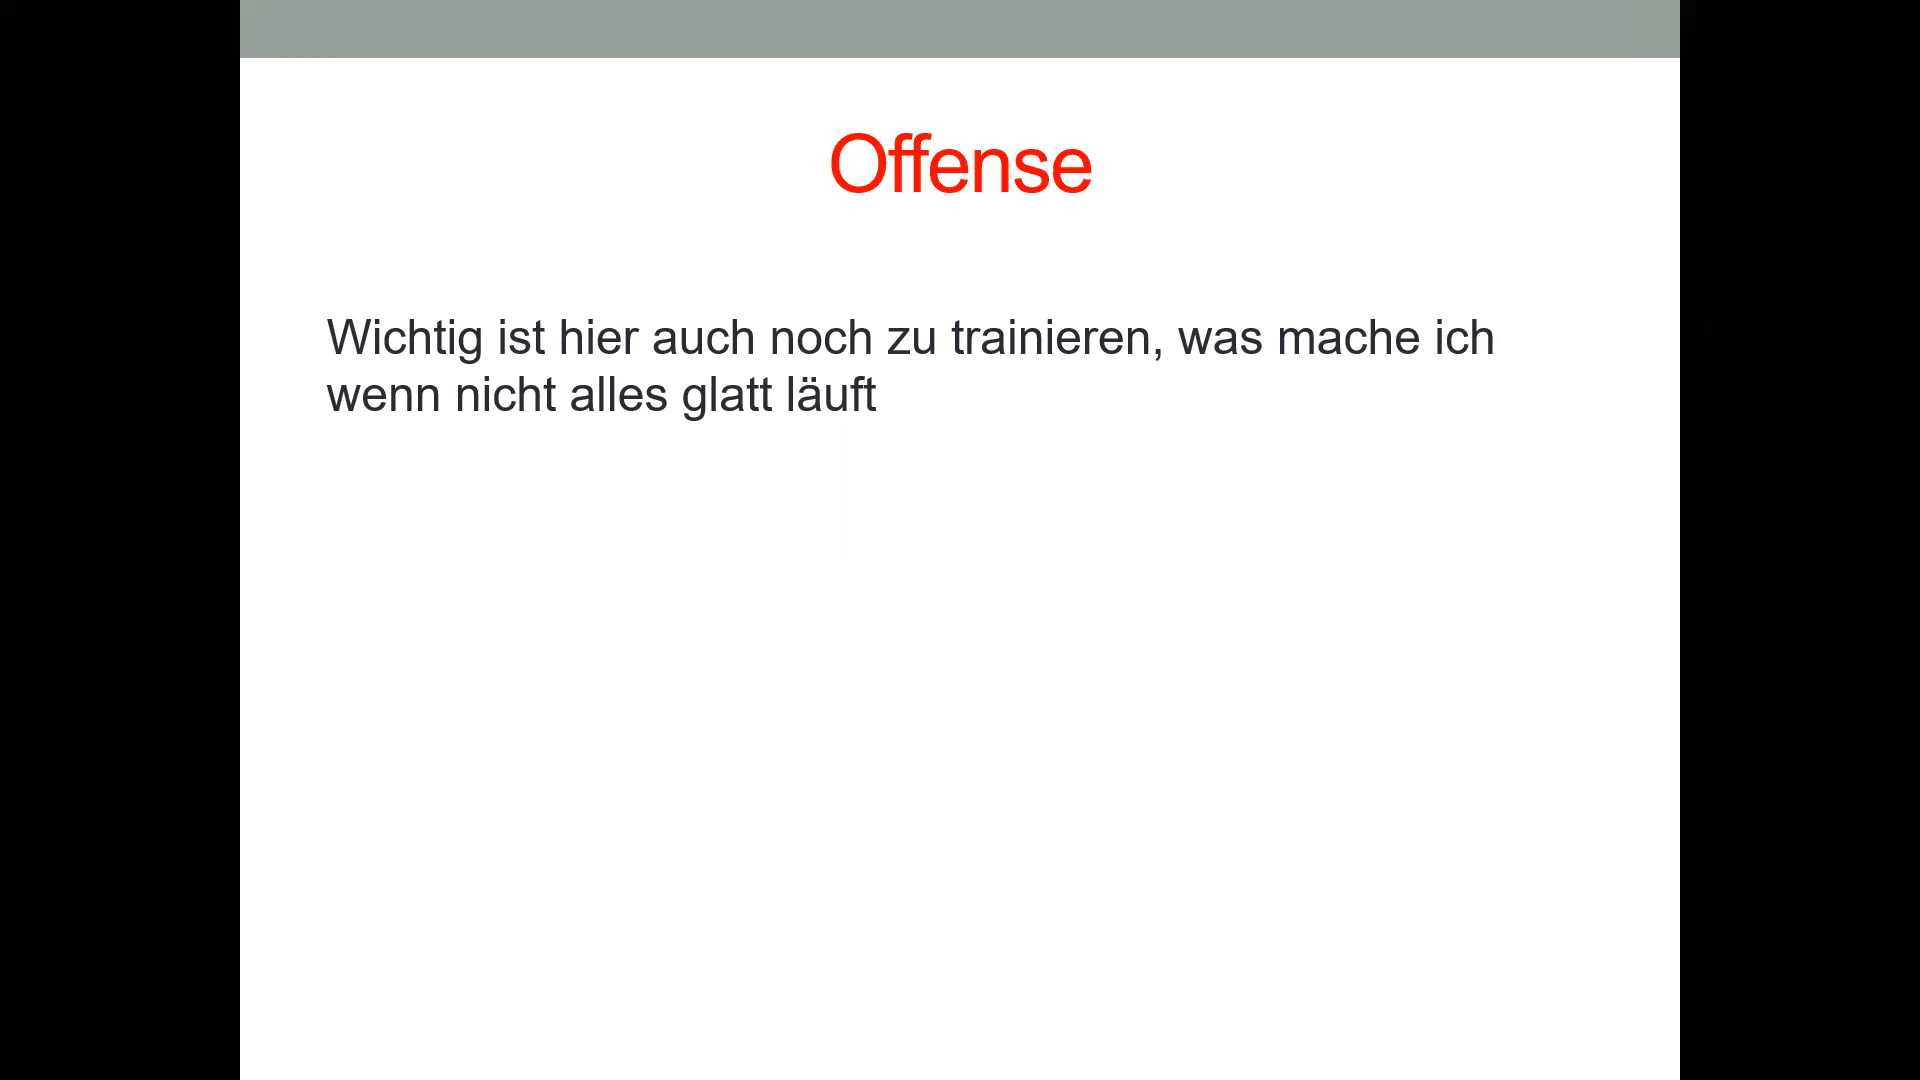 Offense
Wichtig ist hier auch noch zu trainieren, was mache ich
wenn nicht alles glatt läuft